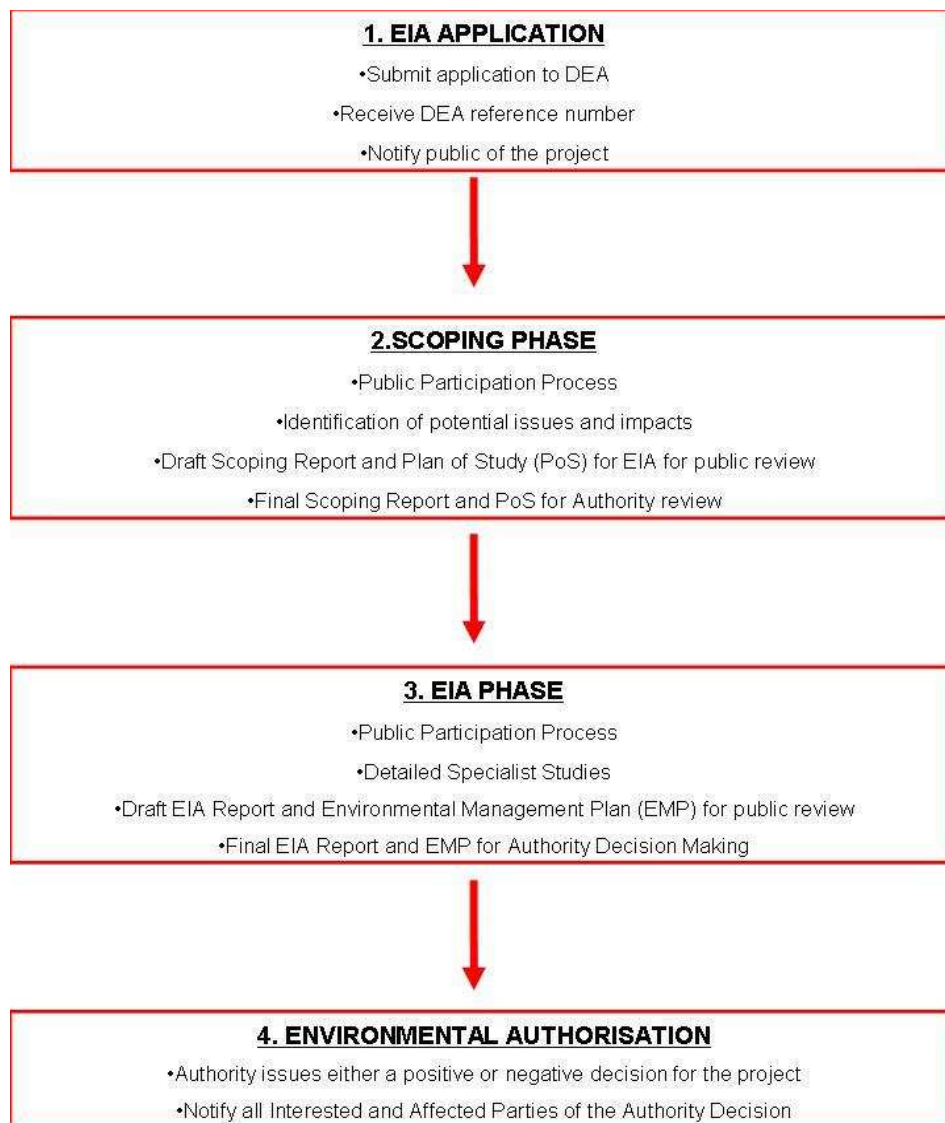 1. EIA APPLICATION
•Submit application to DEA
•Receive DEA reference number
•Notify public of the project
2.SCOPING PHASE
•Public Participation Process
•Identification of potential issues and impacts
•Draft Scoping Report and Plan of Study (PoS) for EIA for public review
•Final Scoping Report and PoS for Authority review
3. EIA PHASE
•Public Participation Process
•Detailed Specialist Studies
•Draft EIA Report and Environmental Management Plan (EMP) for public review
•Final EIA Report and EMP for Authority Decision Making
4. ENVIRONMENTAL AUTHORISATION
•Authority issues either a positive or negative decision for the project
•Notify all Interested and Affected Parties of the Authority Decision